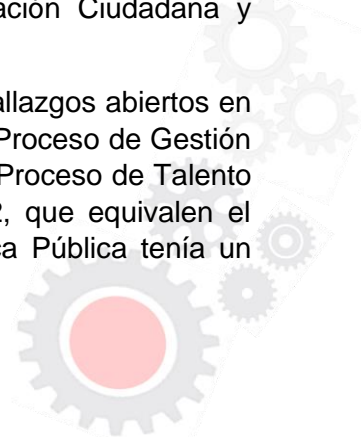 ación Ciudadana y
allazgos abiertos en
Proceso de Gestión
Proceso de Talento
2, que equivalen el
ca Pública tenía un